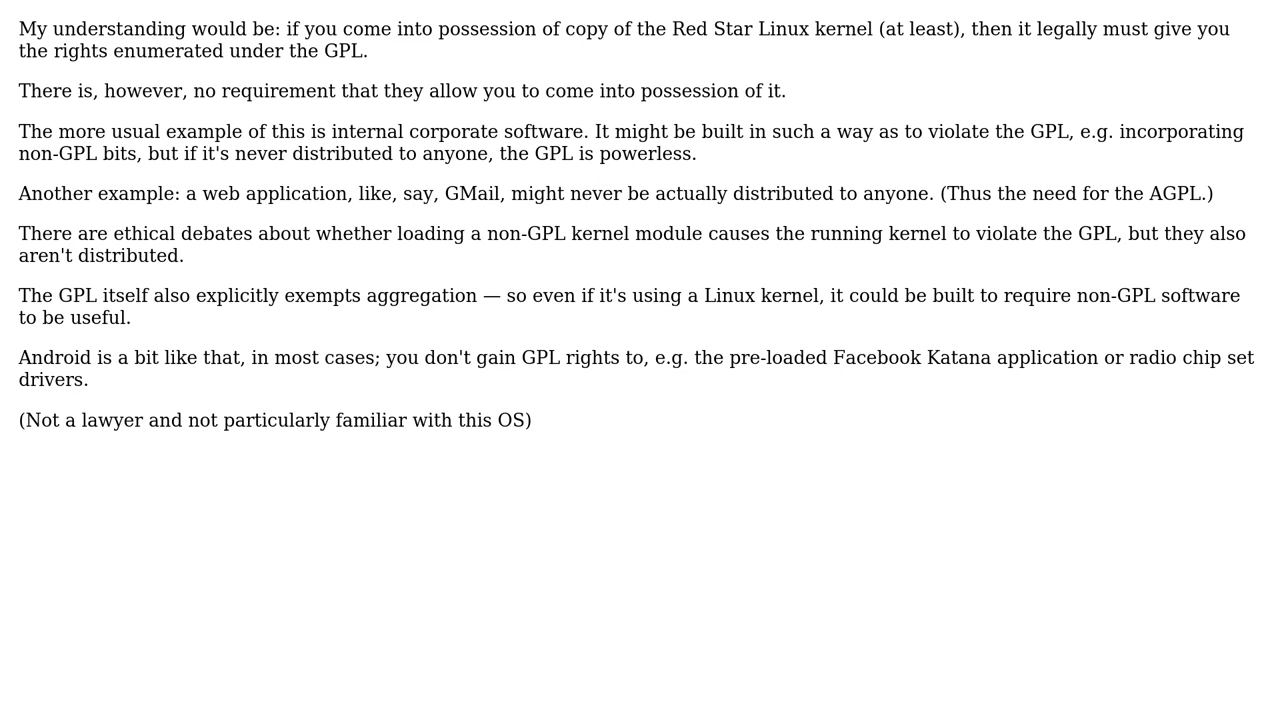 My understanding would be: if you come into possession of copy of the Red Star Linux kernel (at least), then it legally must give you
the rights enumerated under the GPL.
There is, however, no requirement that they allow you to come into possession of it.
The more usual example of this is internal corporate software. It might be built in such a way as to violate the GPL, e.g. incorporating
non-GPL bits, but if it's never distributed to anyone, the GPL is powerless.
Another example: a web application, like, say, GMail, might never be actually distributed to anyone. (Thus the need for the AGPL.)
There are ethical debates about whether loading a non-GPL kernel module causes the running kernel to violate the GPL, but they also
aren't distributed.
The GPL itself also explicitly exempts aggregation — so even if it's using a Linux kernel, it could be built to require non-GPL software
to be useful.
Android is a bit like that, in most cases; you don't gain GPL rights to, e.g. the pre-loaded Facebook Katana application or radio chip set
drivers.
(Not a lawyer and not particularly familiar with this OS)